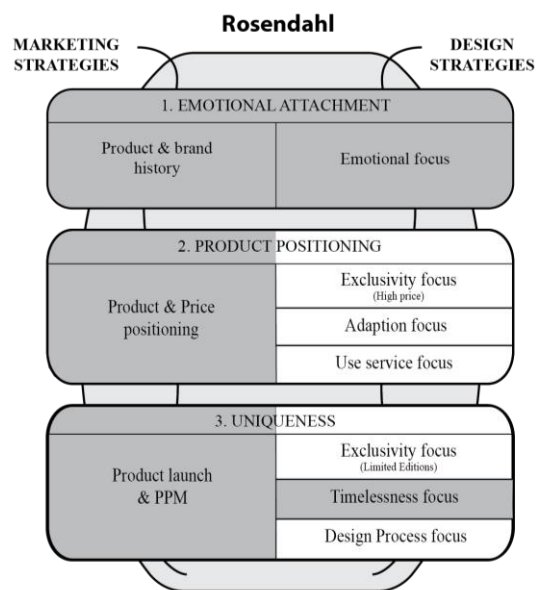 Rosendahl
MARKETING
STRATEGIES
DESIGN
STRATEGIES
1. EMOTIONAL ATTACHMENT
Product & brand
history
Emotional focus
2. PRODUCT POSITIONING
Product & Price
positioning
Exclusivity focus
(High price)
Adaption focus
Use service focus
3. UNIQUENESS
Product launch
& PPM
Exclusivity focus
(Limited Editions)
Timelessness focus
Design Process focus